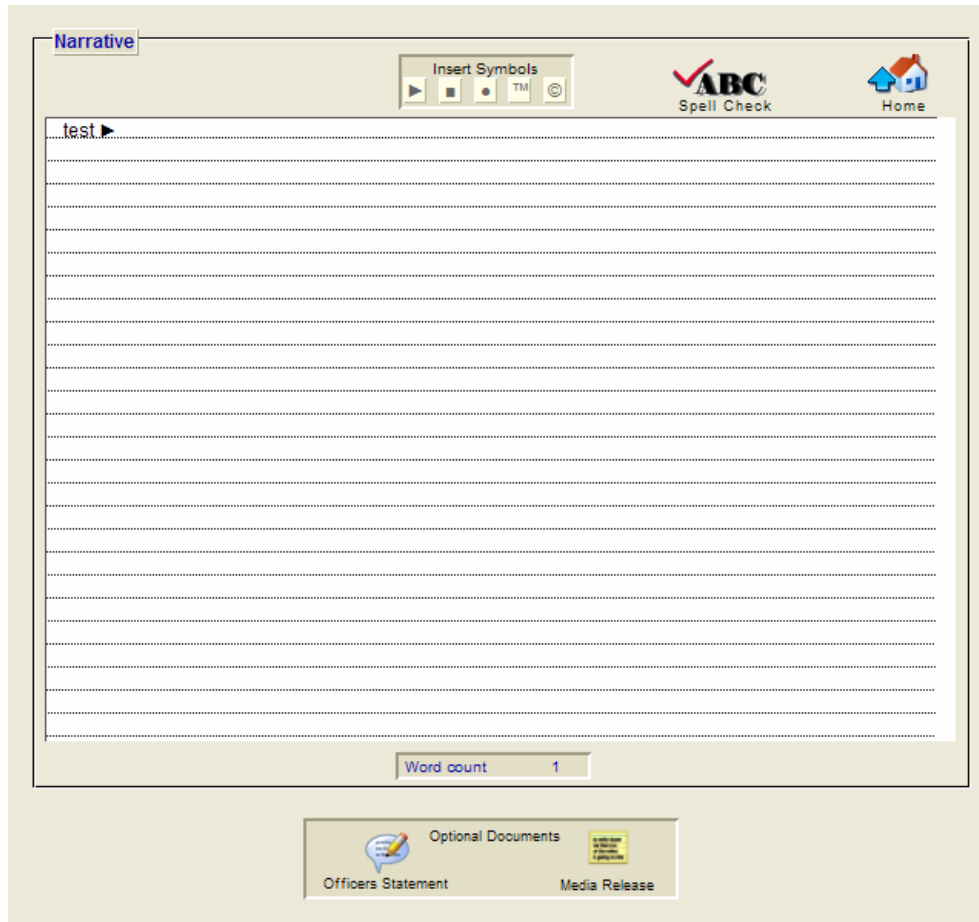 Narrative
Insert Symbols
► ■ ● ™ ©
ABC
Spell Check
Home
test ►
Word count 1
Optional Documents
Officers Statement
Media Release